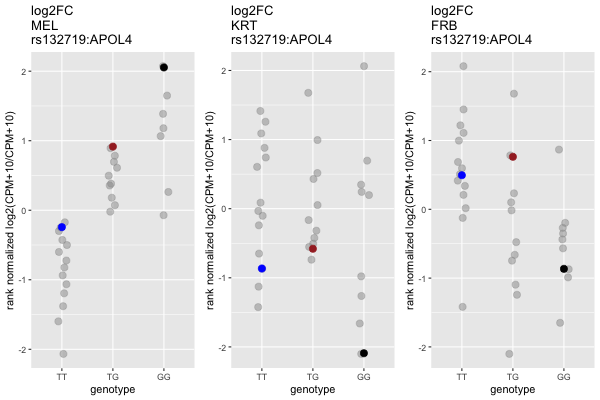 log2FC
MEL
rs132719:APOL4
rank normalized log2(CPM+10/CPM+10)
2
1
0
-1
-2
TT TG GG
genotype
log2FC
KRT
rs132719:APOL4
rank normalized log2(CPM+10/CPM+10)
2
1
0
-1
-2
TT TG GG
genotype
log2FC
FRB
rs132719:APOL4
rank normalized log2(CPM+10/CPM+10)
2
1
0
-1
-2
TT TG GG
genotype